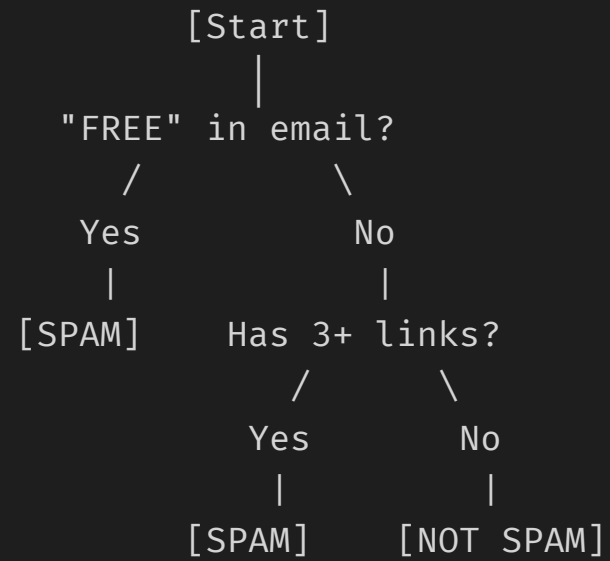 [Start]
"FREE" in email?
Yes No
[SPAM] Has 3+ links?
Yes No
[SPAM] [NOT SPAM]